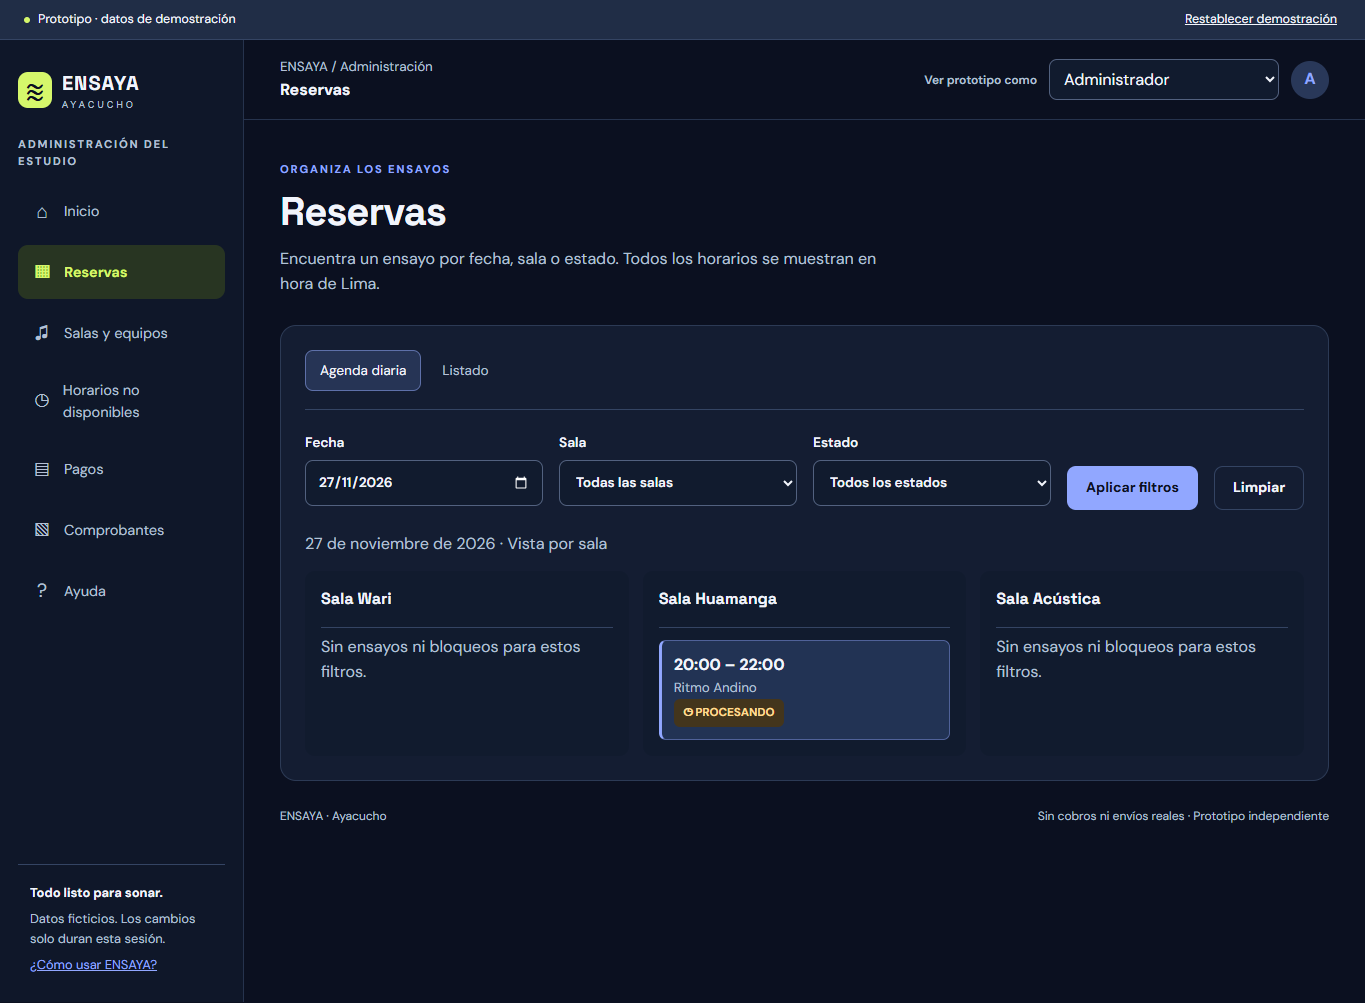 Prototipo · datos de demostración
Restablecer demostración
ENSAYA
AYACUCHO
ADMINISTRACIÓN DEL
ESTUDIO
Inicio
Reservas
Salas y equipos
Horarios no
disponibles
Pagos
Comprobantes
? Ayuda
Todo listo para sonar.
Datos ficticios. Los cambios
solo duran esta sesión.
¿Cómo usar ENSAYA?
ENSAYA / Administración
Reservas
Ver prototipo como
Administrador
A
ORGANIZA LOS ENSAYOS
Reservas
Encuentra un ensayo por fecha, sala o estado. Todos los horarios se muestran en
hora de Lima.
Agenda diaria
Listado
Fecha
Sala
Estado
27/11/2026
Todas las salas
Todos los estados
Aplicar filtros
Limpiar
27 de noviembre de 2026 · Vista por sala
Sala Wari
Sin ensayos ni bloqueos para estos
filtros.
Sala Huamanga
20:00 – 22:00
Ritmo Andino
PROCESANDO
Sala Acústica
Sin ensayos ni bloqueos para estos
filtros.
ENSAYA · Ayacucho
Sin cobros ni envíos reales · Prototipo independiente